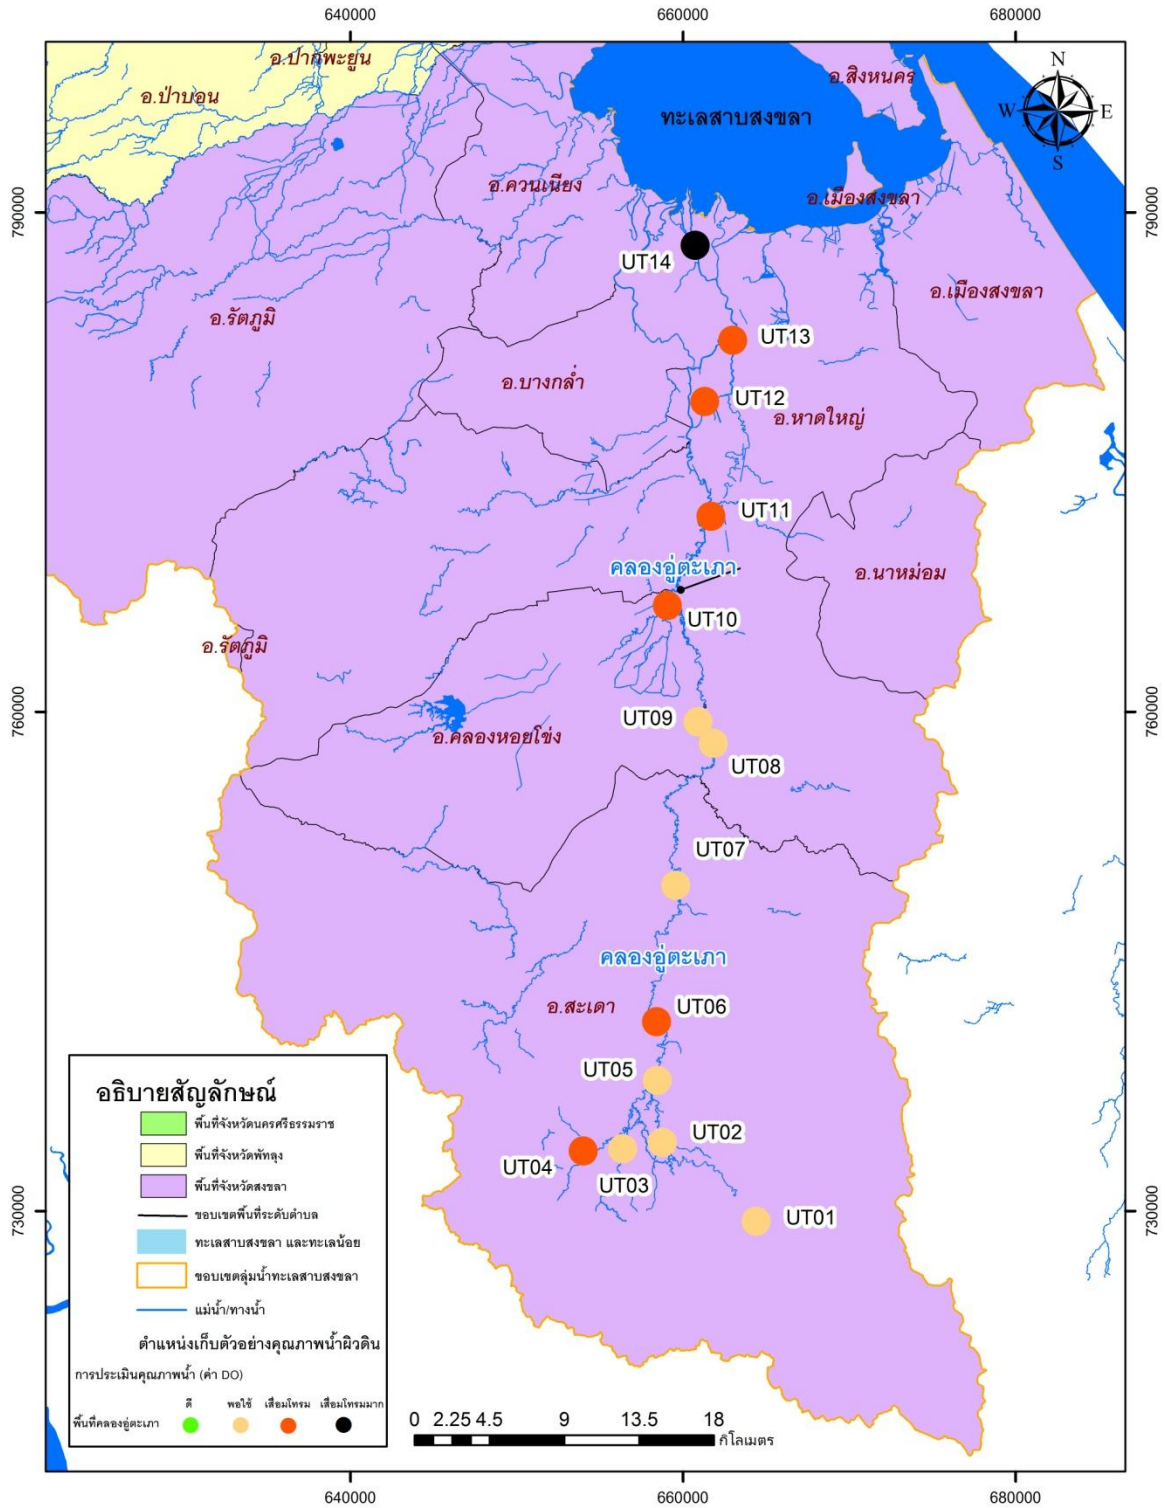 640000
660000
680000
อ.ปากพะยูน
อ.สิงหนคร
N
อ.ป่าบอน
ทะเลสาบสงขลา
W
E
S
อ.ควนเนียง
อ.เมืองสงขลา
790000
790000
UT14
อ.เมืองสงขลา
อ.รัตภูมิ
UT13
อ.บางกล่ำ
UT12
อ.หาดใหญ่
UT11
คลองอู่ตะเภา
อ.นาหม่อม
UT10
อ.รัตภูมิ
760000
760000
UT09
อ.คลองหอยโข่ง
UT08
UT07
คลองอู่ตะเภา
อ.สะเดา
UT06
UT05
UT02
UT04
UT03
UT01
730000
730000
อธิบายสัญลักษณ์
พื้นที่จังหวัดนครศรีธรรมราช
พื้นที่จังหวัดพัทลุง
พื้นที่จังหวัดสงขลา
ขอบเขตพื้นที่ระดับตำบล
ทะเลสาบสงขลา และทะเลน้อย
ขอบเขตลุ่มน้ำทะเลสาบสงขลา
แม่น้ำ/ทางน้ำ
ตำแหน่งเก็บตัวอย่างคุณภาพน้ำผิวดิน
การประเมินคุณภาพน้ำ (ค่า DO)
ดี พอใช้ เสื่อมโทรม เสื่อมโทรมมาก
พื้นที่คลองอู่ตะเภา
0 2.25 4.5 9 13.5 18
กิโลเมตร
640000
660000
680000